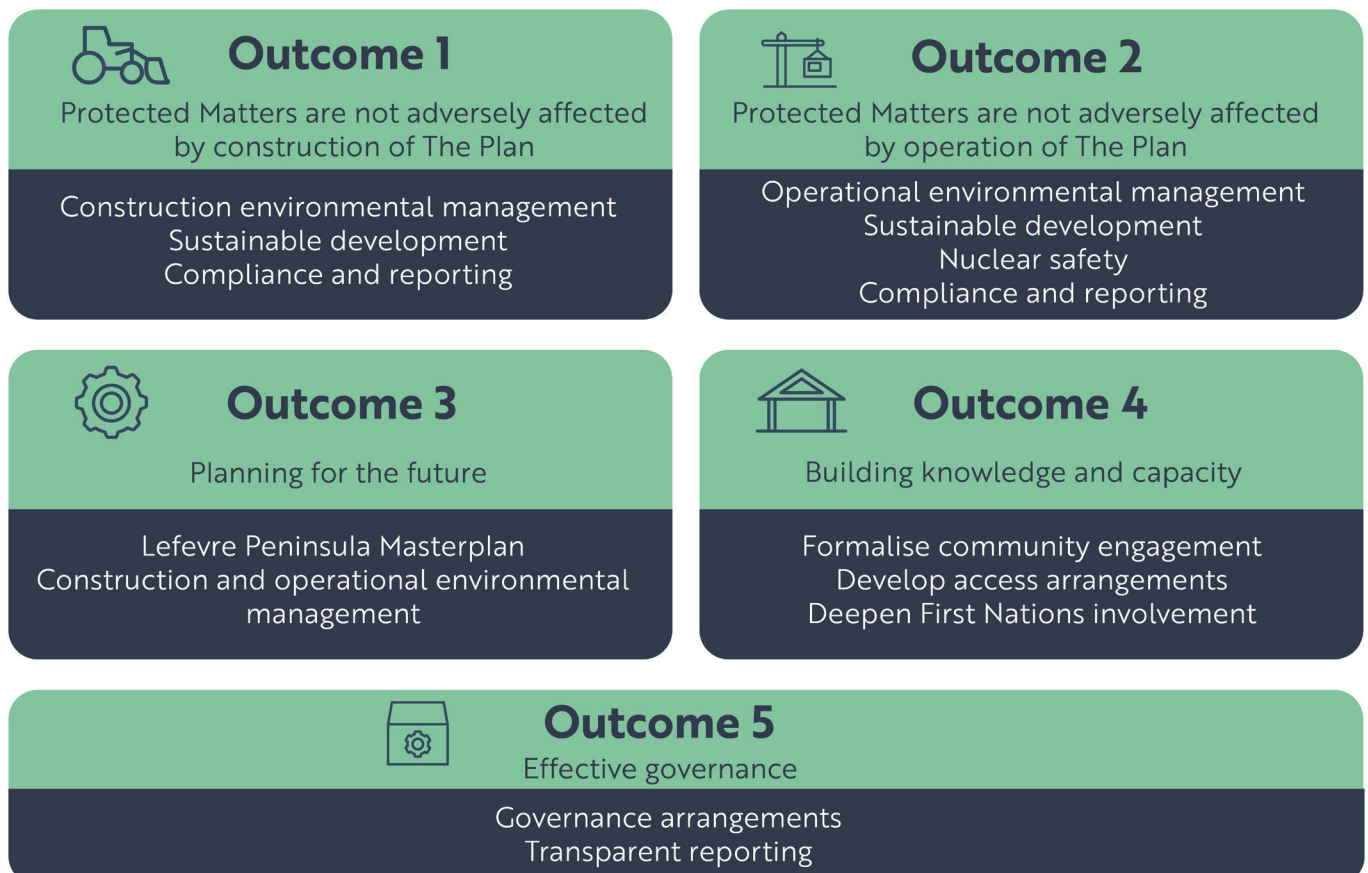 Outcome 1
Protected Matters are not adversely affected
by construction of The Plan
Construction environmental management
Sustainable development
Compliance and reporting
Outcome 2
Protected Matters are not adversely affected
by operation of The Plan
Operational environmental management
Sustainable development
Nuclear safety
Compliance and reporting
Outcome 3
Planning for the future
Lefevre Peninsula Masterplan
Construction and operational environmental
management
Outcome 4
Building knowledge and capacity
Formalise community engagement
Develop access arrangements
Deepen First Nations involvement
Outcome 5
Effective governance
Governance arrangements
Transparent reporting